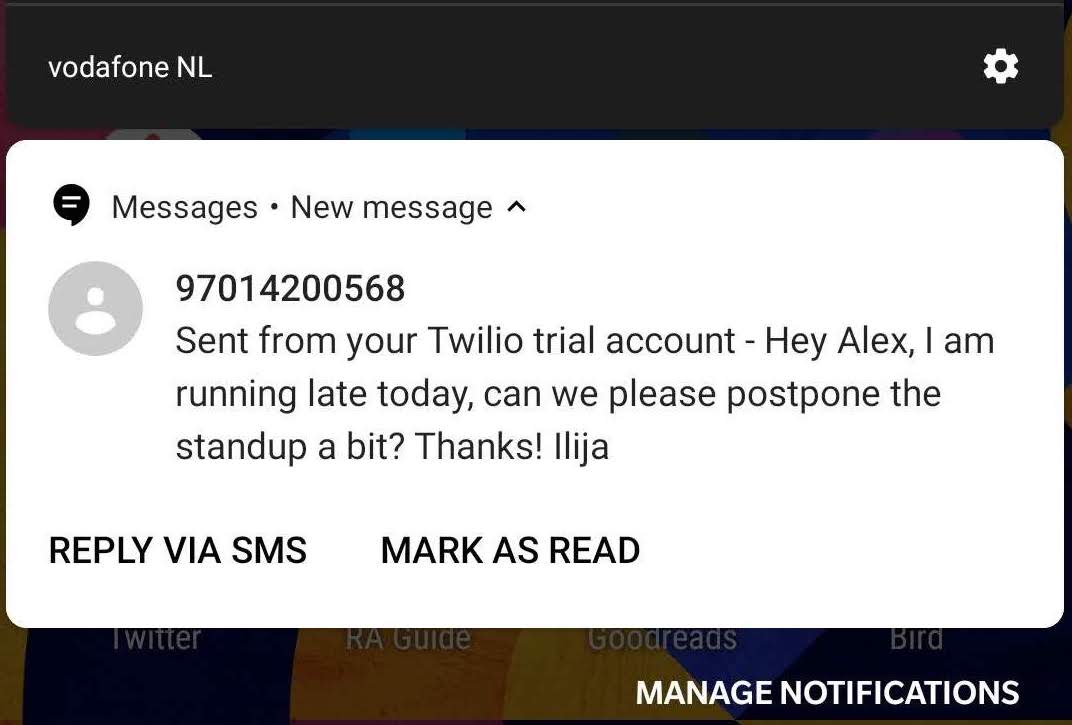 vodafone NL
Messages • New message
97014200568
Sent from your Twilio trial account - Hey Alex, I am
running late today, can we please postpone the
standup a bit? Thanks! Ilija
REPLY VIA SMS MARK AS READ
Twitter RA Guide Goodreads Bird
MANAGE NOTIFICATIONS